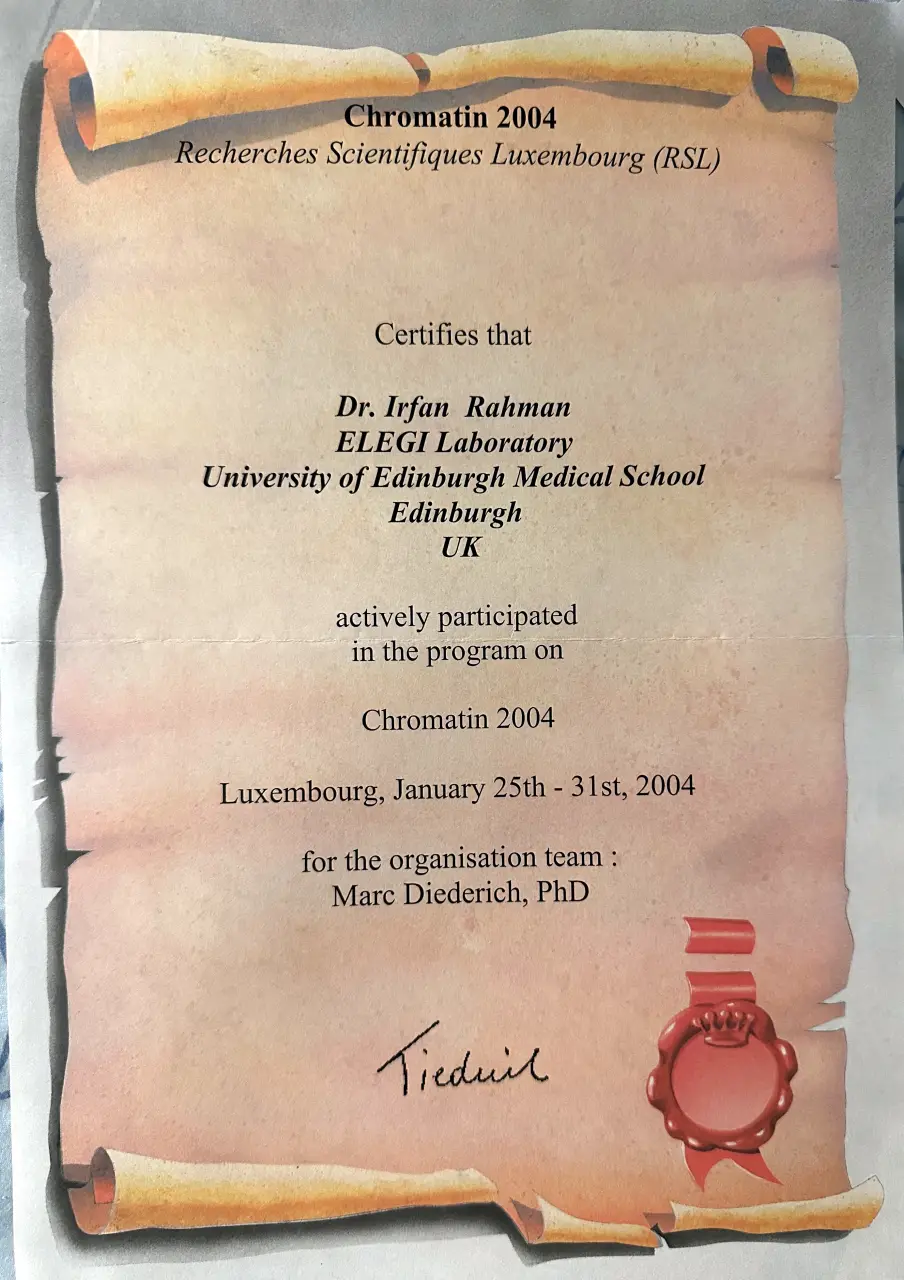 Chromatin 2004
Recherches Scientifiques Luxembourg (RSL)
Certifies that
Dr. Irfan Rahman
ELEGI Laboratory
University of Edinburgh Medical School
Edinburgh
UK
actively participated
in the program on
Chromatin 2004
Luxembourg, January 25th - 31st, 2004
for the organisation team :
Marc Diederich, PhD